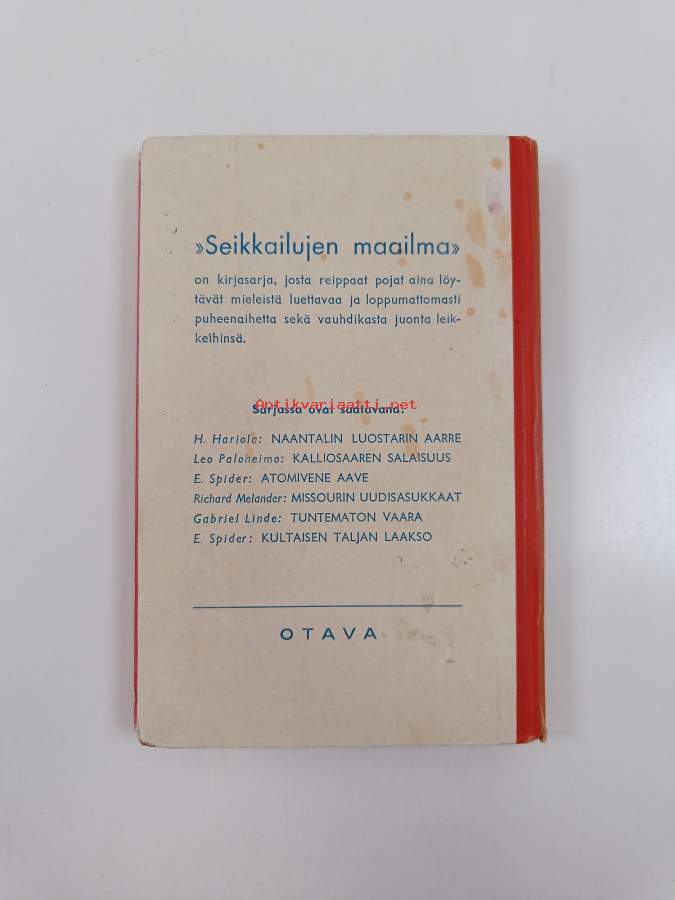 »Seikkailujen maailma»
on kirjasarja, josta reippaat pojat aina löy-
tävät mieleistä luettavaa ja loppumattomasti
puheenaihetta sekä vauhdikasta juonta leik-
keihinsä.
Antikvariaatti.net
Sarjassa ovat saatavana:
H. Hariola: NAANTALIN LUOSTARIN AARRE
Leo Paloheimo: KALLIOSAAREN SALAISUUS
E. Spider: ATOMIVENE AAVE
Richard Melander: MISSOURIN UUDISASUKKAAT
Gabriel Linde: TUNTEMATON VAARA
E. Spider: KULTAISEN TALJAN LAAKSO
OTAVA